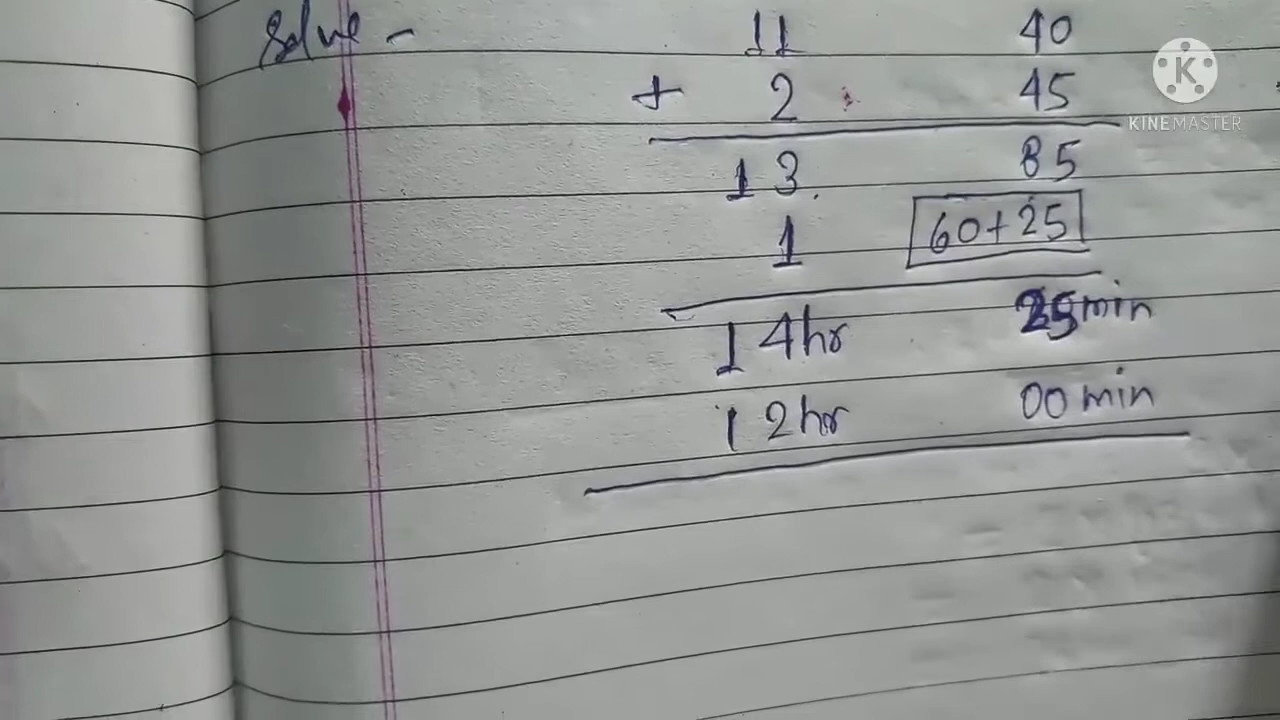 Solve - 11 40
+ 2 45
13 85
1 60+25
14hr 25min
12hr 00 min
KINEMASTER